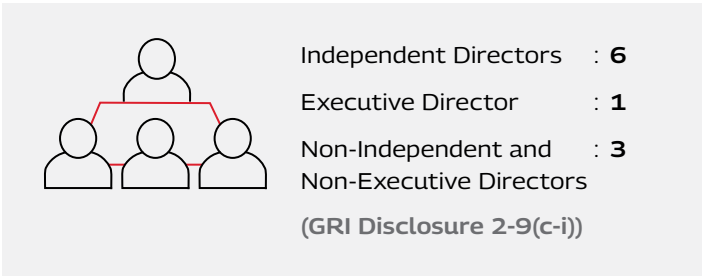 Independent Directors : 6
Executive Director : 1
Non-Independent and : 3
Non-Executive Directors
(GRI Disclosure 2-9(c-i))